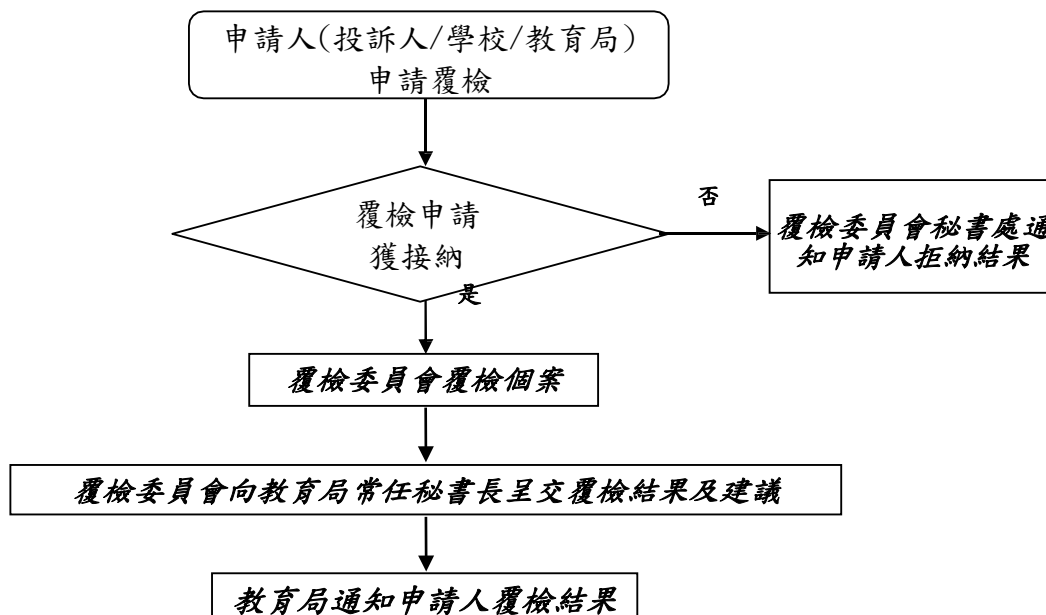 申請人(投訴人/學校/教育局)
申請覆檢
覆檢申請
獲接納
否
覆檢委員會秘書處通
知申請人拒納結果
是
覆檢委員會覆檢個案
覆檢委員會向教育局常任秘書長呈交覆檢結果及建議
教育局通知申請人覆檢結果